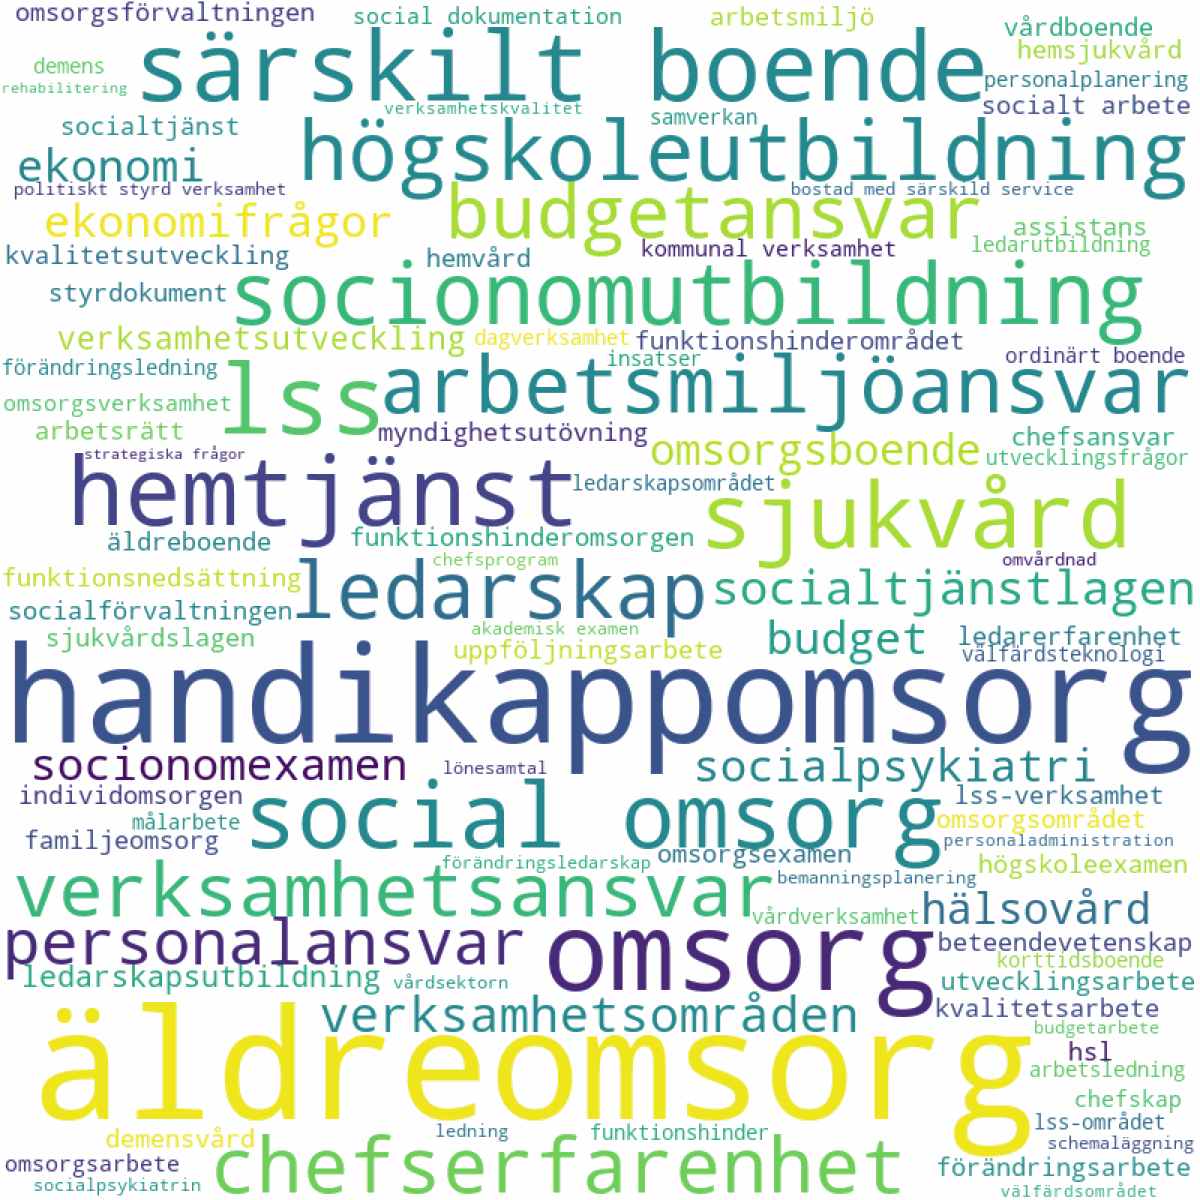 omsorgsförvaltningen
social dokumentation
arbetsmiljö
vårdboende
särskilt boende
hemsjukvård
demens
personalplanering
rehabilitering
verksamhetskvalitet
socialt arbete
samverkan
socialtjänst
högskoleutbildning
ekonomi
politiskt styrd verksamhet
bostad med särskild service
ekonomifrågor
budgetansvar
assistans
kommunal verksamhet
ledarutbildning
kvalitetsutveckling
hemvård
styrdokument
socionomutbildning
verksamhetsutveckling
dagverksamhet
funktionshinderområdet
insatser
ordinärt boende
förändringsledning
lss
arbetsmiljöansvar
omsorgsverksamhet
arbetsrätt
myndighetsutövning
chefsansvar
strategiska frågor
omsorgsboende
utvecklingsfrågor
hemtjänst
ledarskapsområdet
sjukvård
äldreboende
funktionshinderomsorgen
chefsprogram
omvårdnad
funktionsnedsättning
ledarskap
socialtjänstlagen
socialförvaltningen
sjukvårdslagen
akademisk examen
budget
ledarerfarenhet
uppföljningsarbete
välfärdsteknologi
handikappomsorg
socionomexamen
lönesamtal
socialpsykiatri
individomsorgen
social omsorg
lss-verksamhet
målarbete
omsorgsområdet
familjeomsorg
personaladministration
förändringsledarskap
omsorgsexamen
högskoleexamen
bemanningsplanering
verksamhetsansvar
vårdverksamhet
hälsovård
personalansvar
omsorg
beteendevetenskap
korttidsboende
ledarskapsutbildning
vårdsektorn
utvecklingsarbete
verksamhetsområden
kvalitetsarbete
budgetarbete
äldreomsorg
hsl
arbetsledning
chefskap
lss-området
demensvård
ledning
funktionshinder
schemaläggning
omsorgsarbete
chefserfarenhet
förändringsarbete
socialpsykiatrin
välfärdsområdet